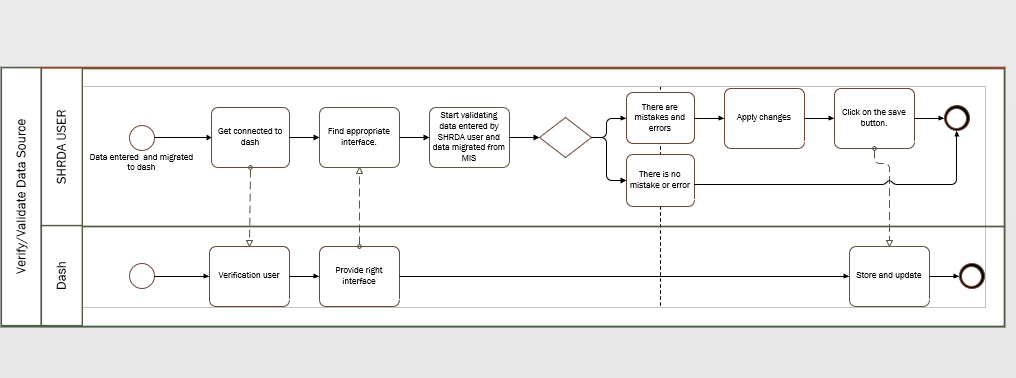 Verify/Validate Data Source
SHRDA USER
Data entered and migrated
to dash
Get connected to
dash
Find appropriate
interface.
Start validating
data entered by
SHRDA user and
data migrated from
MIS
There are
mistakes and
errors
There is no
mistake or error
Apply changes
Click on the save
button.
Dash
Verification user
Provide right
interface
Store and update